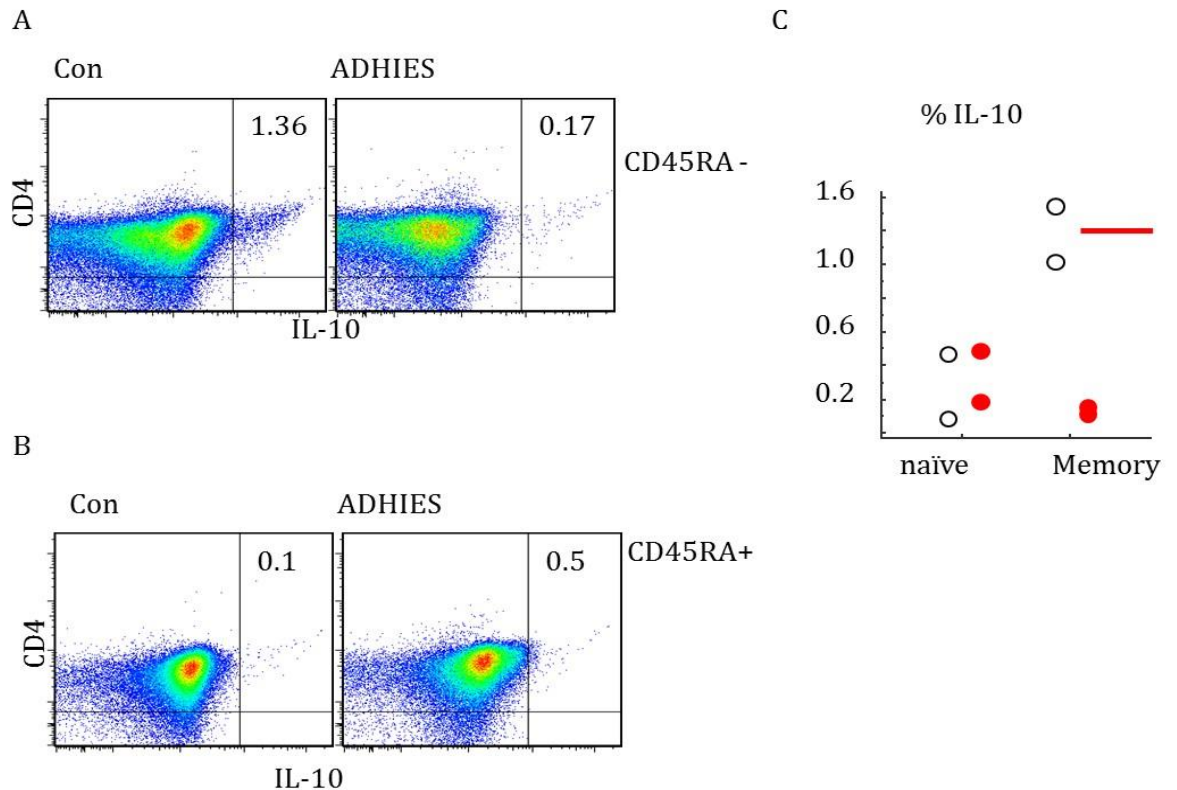 A
Con
ADHIES
1.36
0.17
CD45RA -
CD4
IL-10
B
Con
ADHIES
0.1
0.5
CD45RA+
CD4
IL-10
C
% IL-10
1.6
1.0
0.6
0.2
naïve
Memory